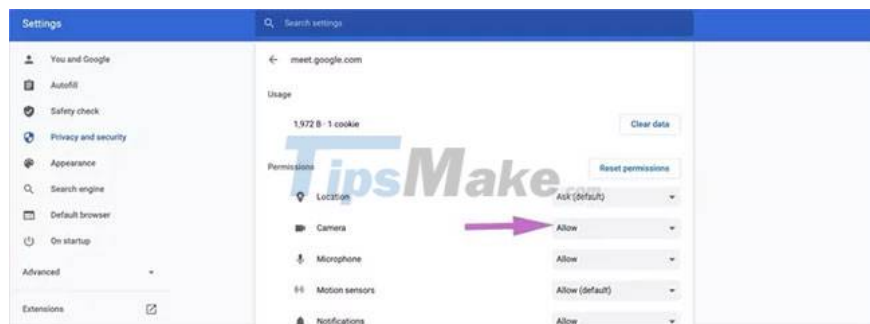 Settings
Search settings
You and Google
Autofill
Safety check
Privacy and security
Appearance
Search engine
Default browser
On startup
Advanced
Extensions
meet.google.com
Usage
1,972 B · 1 cookie
Clear data
Permissions
Reset permissions
TipsMake.com
Location
Ask (default)
Camera
Allow
Microphone
Allow
Motion sensors
Allow (default)
Notifications
Allow